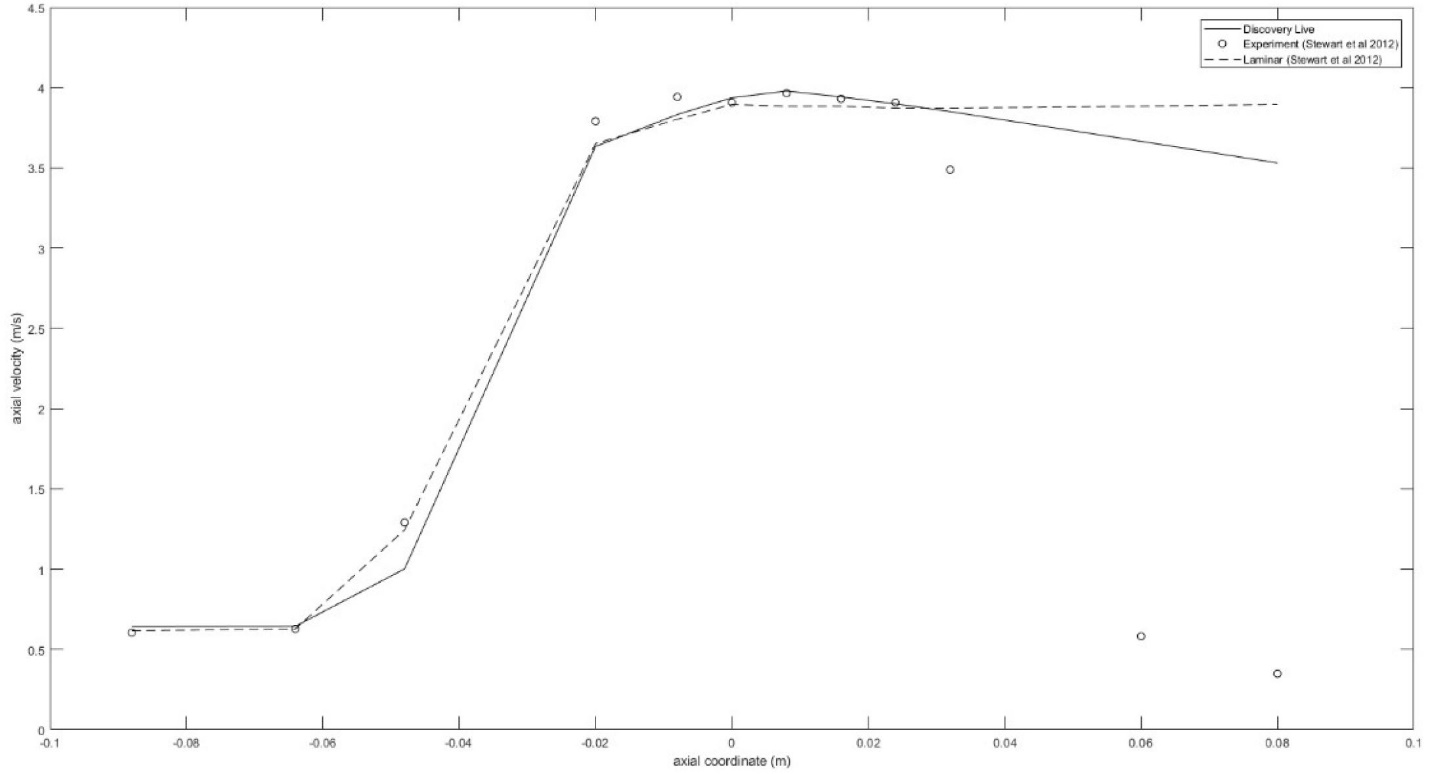 4.5
4
3.5
3
2.5
2
1.5
1
0.5
0
axial velocity (m/s)
Discovery Live
Experiment (Stewart et al 2012)
Laminar (Stewart et al 2012)
-0.1 -0.08 -0.06 -0.04 -0.02 0 0.02 0.04 0.06 0.08 0.1
axial coordinate (m)